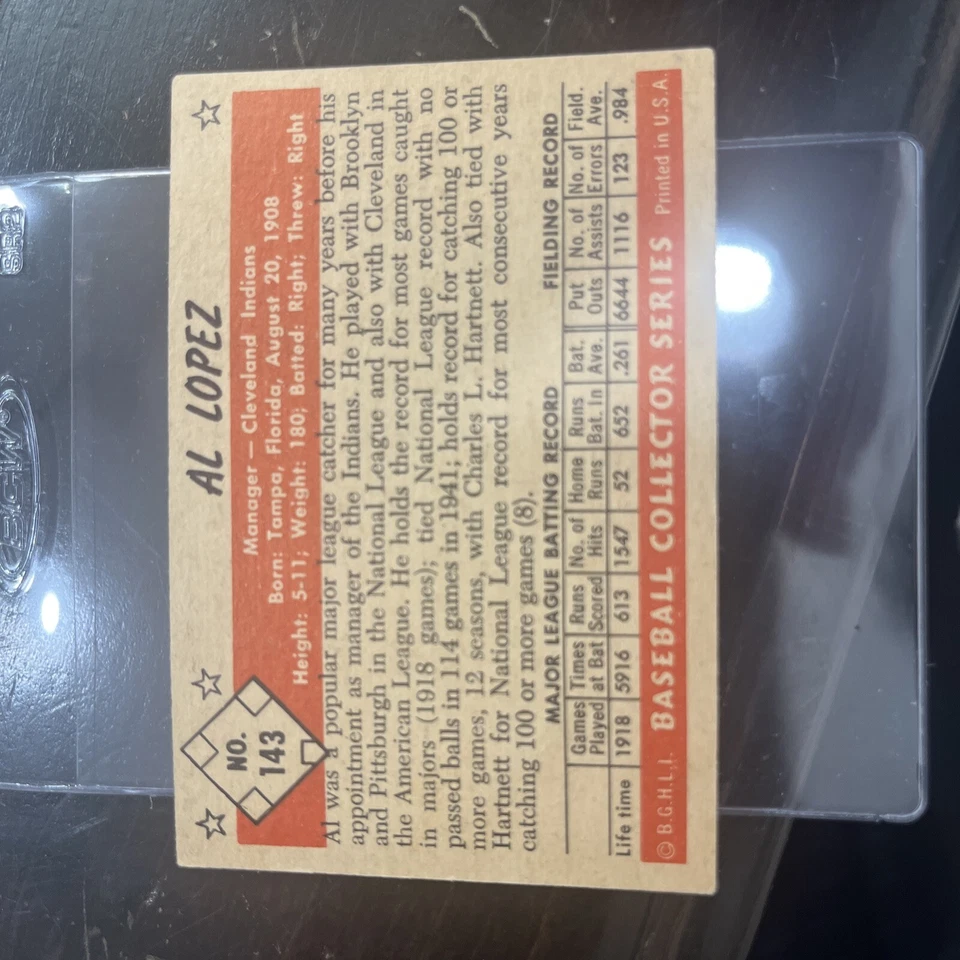 NO.
143
AL LOPEZ
Manager — Cleveland Indians
Born: Tampa, Florida, August 20, 1908
Height: 5-11; Weight: 180; Batted: Right; Threw: Right
Al was a popular major league catcher for many years before his
appointment as manager of the Indians. He played with Brooklyn
and Pittsburgh in the National League and also with Cleveland in
the American League. He holds the record for most games caught
in majors (1918 games); tied National League record with no
passed balls in 114 games in 1941; holds record for catching 100 or
more games, 12 seasons, with Charles L. Hartnett. Also tied with
Hartnett for National League record for most consecutive years
catching 100 or more games (8).
MAJOR LEAGUE BATTING RECORD FIELDING RECORD
Games Times Runs No. of Home Runs Bat. Put No. of No. of Field.
Played at Bat Scored Hits Runs Bat. In Ave. Outs Assists Errors Ave.
Life time 1918 5916 613 1547 52 652 .261 6644 1116 123 .984
© B.G.H.L.I. BASEBALL COLLECTOR SERIES Printed in U.S.A.
BCW®